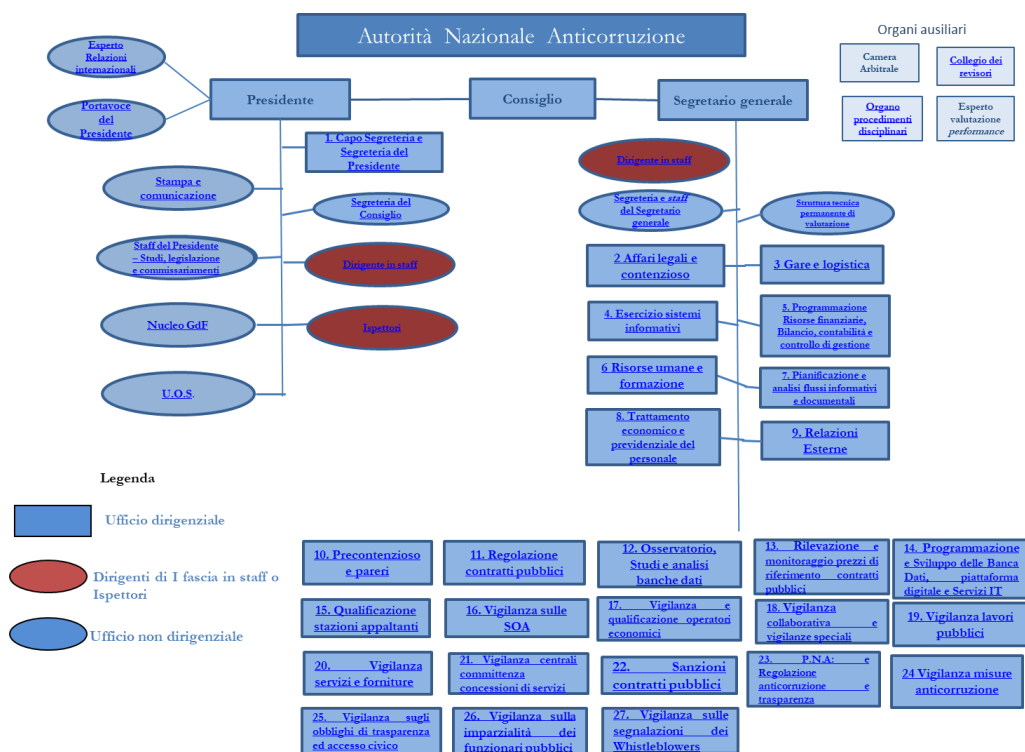 Autorità Nazionale Anticorruzione
Organi ausiliari
Camera
Arbitrale
Collegio dei
revisori
Organo
procedimenti
disciplinari
Esperto
valutazione
performance
Esperto
Relazioni
internazionali
Portavoce
del
Presidente
Presidente
Consiglio
Segretario generale
1. Capo Segreteria e
Segreteria del
Presidente
Stampa e
comunicazione
Segreteria del
Consiglio
Staff del Presidente
– Studi, legislazione
e commissariamenti
Dirigente in staff
Nucleo GdF
Ispettori
U.O.S.
Dirigente in staff
Segreteria e staff
del Segretario
generale
Struttura tecnica
permanente di
valutazione
2 Affari legali e
contenzioso
3 Gare e logistica
4. Esercizio sistemi
informativi
5. Programmazione
Risorse finanziarie,
Bilancio, contabilità e
controllo di gestione
6 Risorse umane e
formazione
7. Pianificazione e
analisi flussi informativi
e documentali
8. Trattamento
economico e
previdenziale del
personale
9. Relazioni
Esterne
Legenda
Ufficio dirigenziale
Dirigenti di I fascia in staff o
Ispettori
Ufficio non dirigenziale
10. Precontenzioso
e pareri
11. Regolazione
contratti pubblici
12. Osservatorio,
Studi e analisi
banche dati
13. Rilevazione e
monitoraggio prezzi di
riferimento contratti
pubblici
14. Programmazione
e Sviluppo delle Banca
Dati, piattaforma
digitale e Servizi IT
15. Qualificazione
stazioni appaltanti
16. Vigilanza sulle
SOA
17. Vigilanza e
qualificazione operatori
economici
18. Vigilanza
collaborativa e
vigilanze speciali
19. Vigilanza lavori
pubblici
20. Vigilanza
servizi e forniture
21. Vigilanza centrali
committenza
concessioni di servizi
22. Sanzioni
contratti pubblici
23. P.N.A: e
Regolazione
anticorruzione e
trasparenza
24 Vigilanza misure
anticorruzione
25. Vigilanza sugli
obblighi di trasparenza
ed accesso civico
26. Vigilanza sulla
imparzialità dei
funzionari pubblici
27. Vigilanza sulle
segnalazioni dei
Whistleblowers